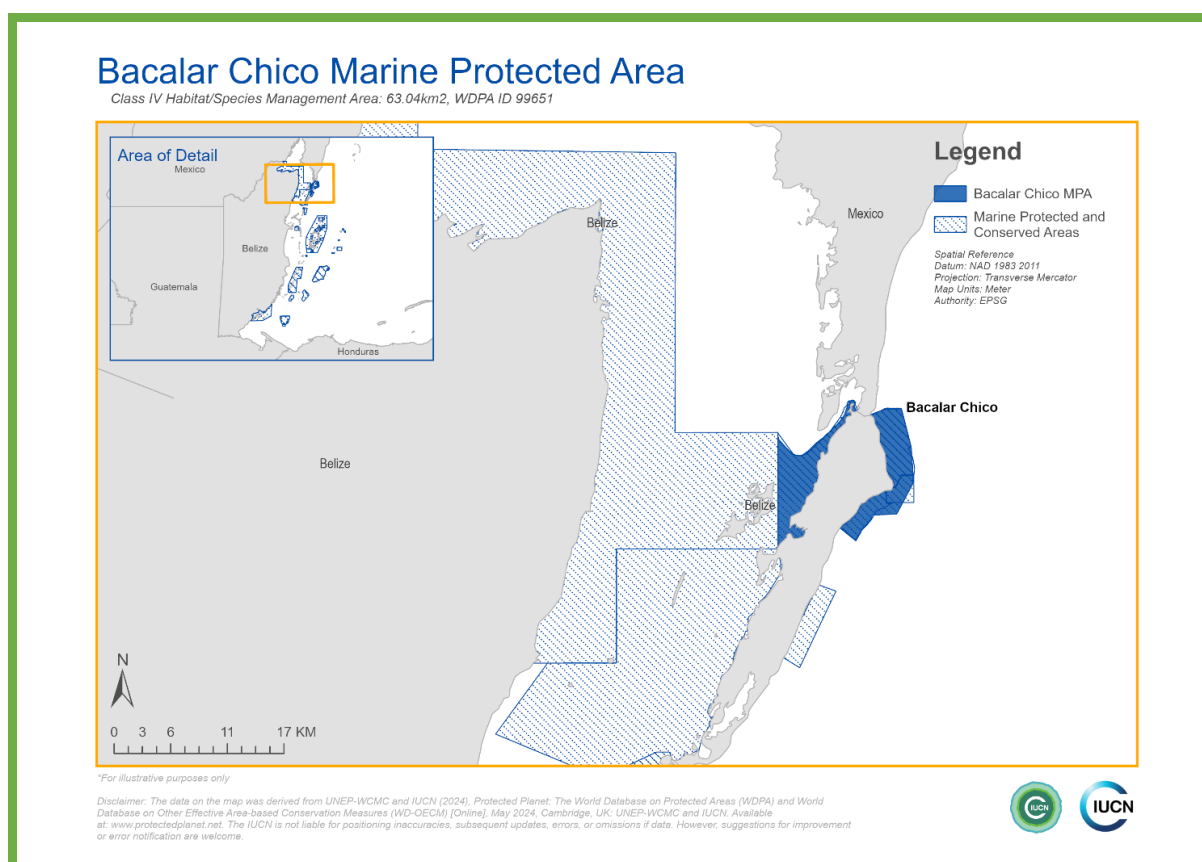 Bacalar Chico Marine Protected Area
Class IV Habitat/Species Management Area: 63.04km2, WDPA ID 99651
Area of Detail
Mexico
Belize
Guatemala
Honduras
Legend
Bacalar Chico MPA
Marine Protected and
Conserved Areas
Spatial Reference
Datum: NAD 1983 2011
Projection: Transverse Mercator
Map Units: Meter
Authority: EPSG
Mexico
Belize
Bacalar Chico
Belize
Belize
N
0 3 6 11 17 KM
*For illustrative purposes only
Disclaimer: The data on the map was derived from UNEP-WCMC and IUCN (2024), Protected Planet: The World Database on Protected Areas (WDPA) and World
Database on Other Effective Area-based Conservation Measures (WD-OECM) [Online], May 2024, Cambridge, UK: UNEP-WCMC and IUCN. Available
at: www.protectedplanet.net. The IUCN is not liable for positioning inaccuracies, subsequent updates, errors, or omissions if data. However, suggestions for improvement
or error notification are welcome.
IUCN
IUCN